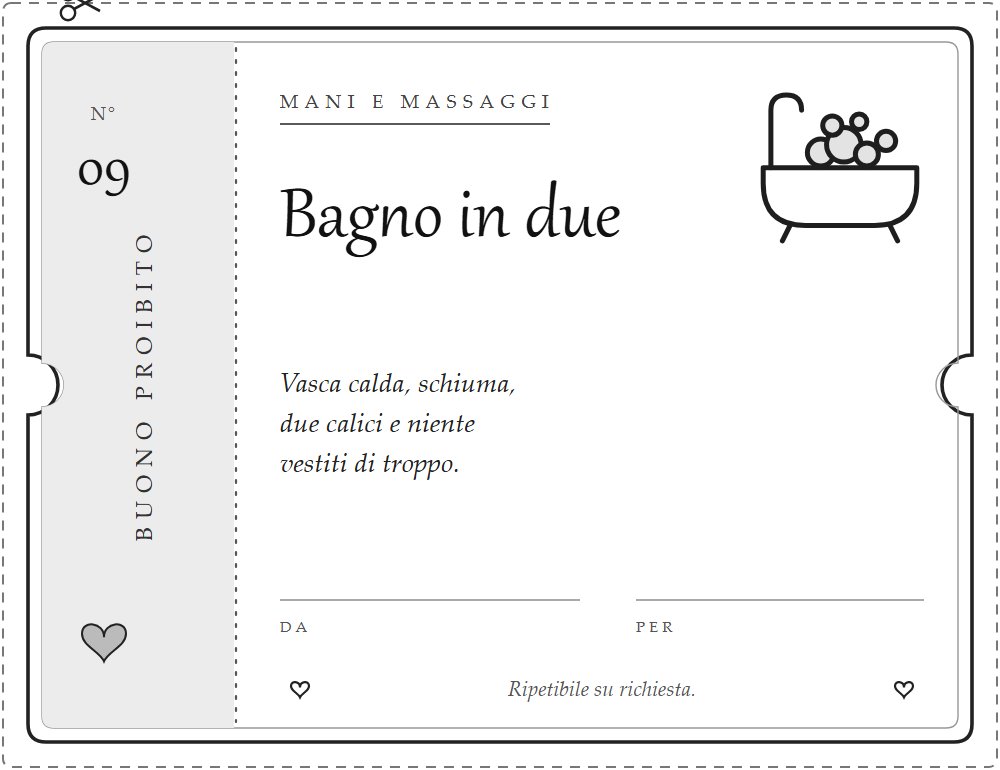 N°
09
BUONO PROIBITO
MANI E MASSAGGI
Bagno in due
Vasca calda, schiuma,
due calici e niente
vestiti di troppo.
DA
PER
Ripetibile su richiesta.